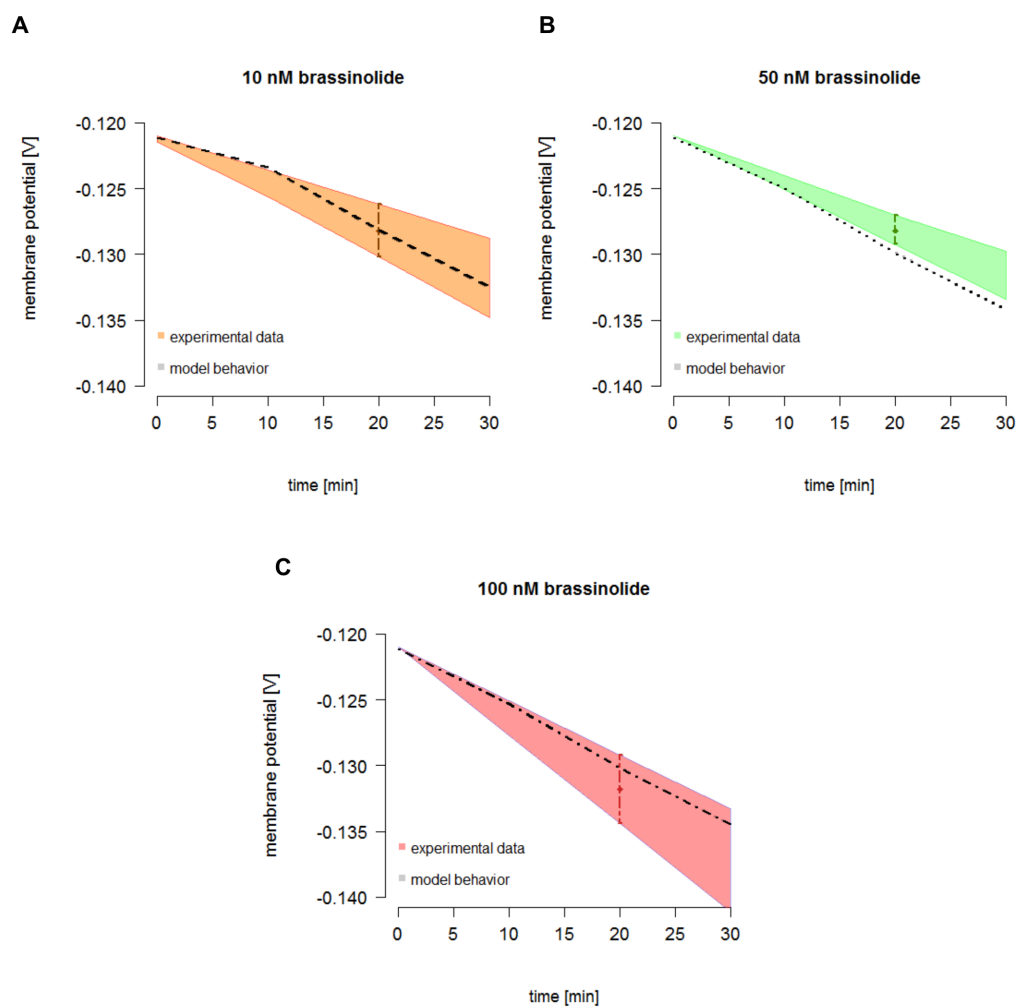 A
10 nM brassinolide
membrane potential [V]
-0.120
-0.125
-0.130
-0.135
-0.140
experimental data
model behavior
0 5 10 15 20 25 30
time [min]
B
50 nM brassinolide
membrane potential [V]
-0.120
-0.125
-0.130
-0.135
-0.140
experimental data
model behavior
0 5 10 15 20 25 30
time [min]
C
100 nM brassinolide
membrane potential [V]
-0.120
-0.125
-0.130
-0.135
-0.140
experimental data
model behavior
0 5 10 15 20 25 30
time [min]